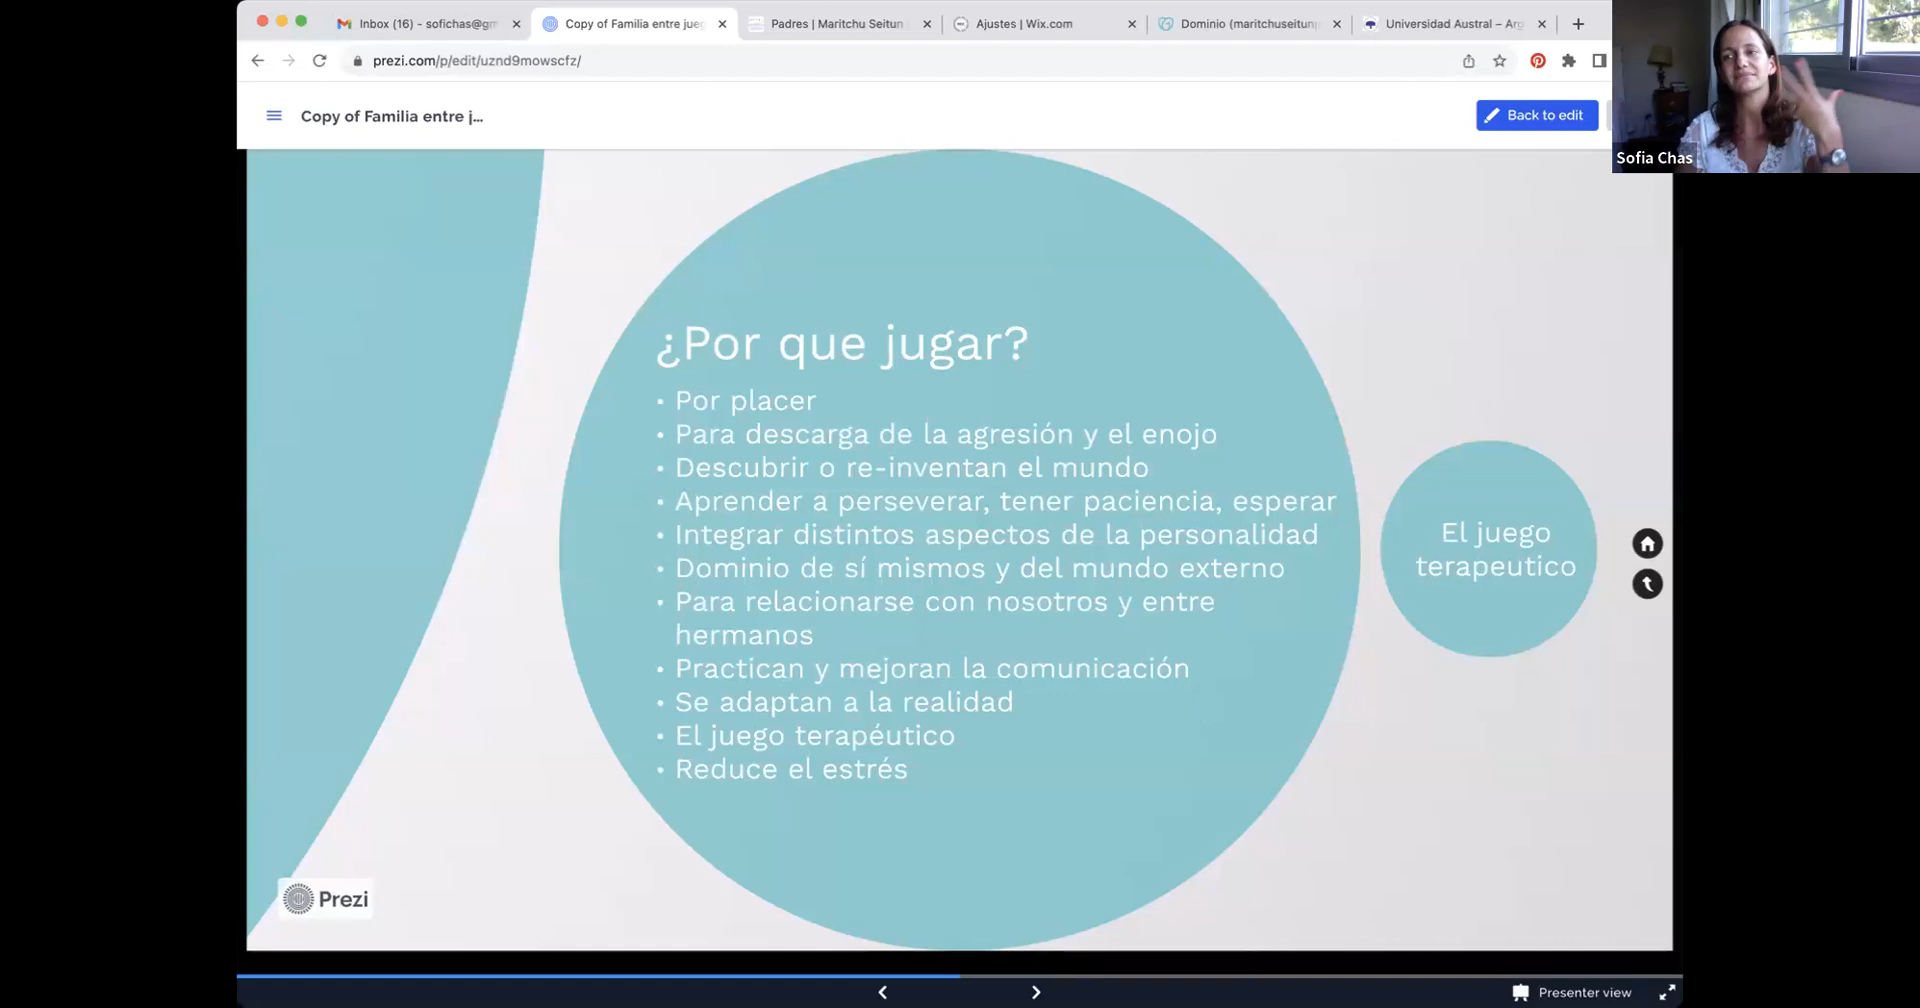 Inbox (16) - sofichas@gm
Copy of Familia entre jueg
Padres | Maritchu Seitun
Ajustes | Wix.com
Dominio (maritchuseitunp
Universidad Austral – Arg
prezi.com/p/edit/uznd9mowscfz/
Copy of Familia entre j...
Back to edit
Sofia Chas
¿Por que jugar?
• Por placer
• Para descarga de la agresión y el enojo
• Descubrir o re-inventan el mundo
• Aprender a perseverar, tener paciencia, esperar
• Integrar distintos aspectos de la personalidad
• Dominio de sí mismos y del mundo externo
• Para relacionarse con nosotros y entre
hermanos
• Practican y mejoran la comunicación
• Se adaptan a la realidad
• El juego terapéutico
• Reduce el estrés
El juego
terapeutico
Prezi
Presenter view